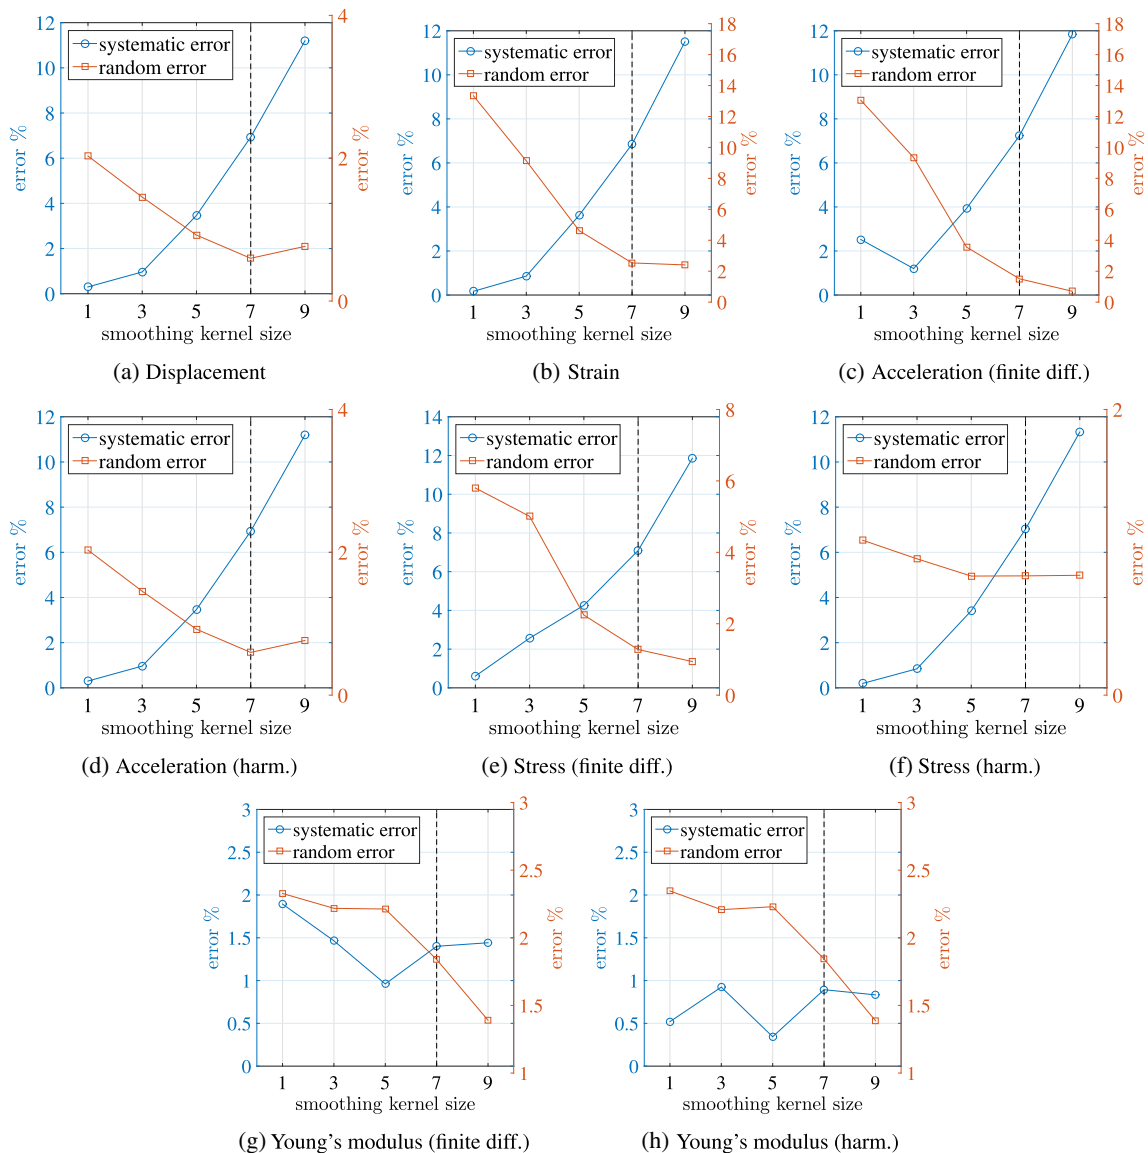 12
10
8
6
4
2
0
error %
systematic error
random error
4
2
0
error %
1 3 5 7 9
smoothing kernel size
(a) Displacement
12
10
8
6
4
2
0
error %
systematic error
random error
18
16
14
12
10
8
6
4
2
0
error %
1 3 5 7 9
smoothing kernel size
(b) Strain
12
10
8
6
4
2
0
error %
systematic error
random error
18
16
14
12
10
8
6
4
2
0
error %
1 3 5 7 9
smoothing kernel size
(c) Acceleration (finite diff.)
12
10
8
6
4
2
0
error %
systematic error
random error
4
2
0
error %
1 3 5 7 9
smoothing kernel size
(d) Acceleration (harm.)
14
12
10
8
6
4
2
0
error %
systematic error
random error
8
6
4
2
0
error %
1 3 5 7 9
smoothing kernel size
(e) Stress (finite diff.)
12
10
8
6
4
2
0
error %
systematic error
random error
2
0
error %
1 3 5 7 9
smoothing kernel size
(f) Stress (harm.)
3
2.5
2
1.5
1
0.5
0
error %
systematic error
random error
3
2.5
2
1.5
1
error %
1 3 5 7 9
smoothing kernel size
(g) Young's modulus (finite diff.)
3
2.5
2
1.5
1
0.5
0
error %
systematic error
random error
3
2.5
2
1.5
1
error %
1 3 5 7 9
smoothing kernel size
(h) Young's modulus (harm.)